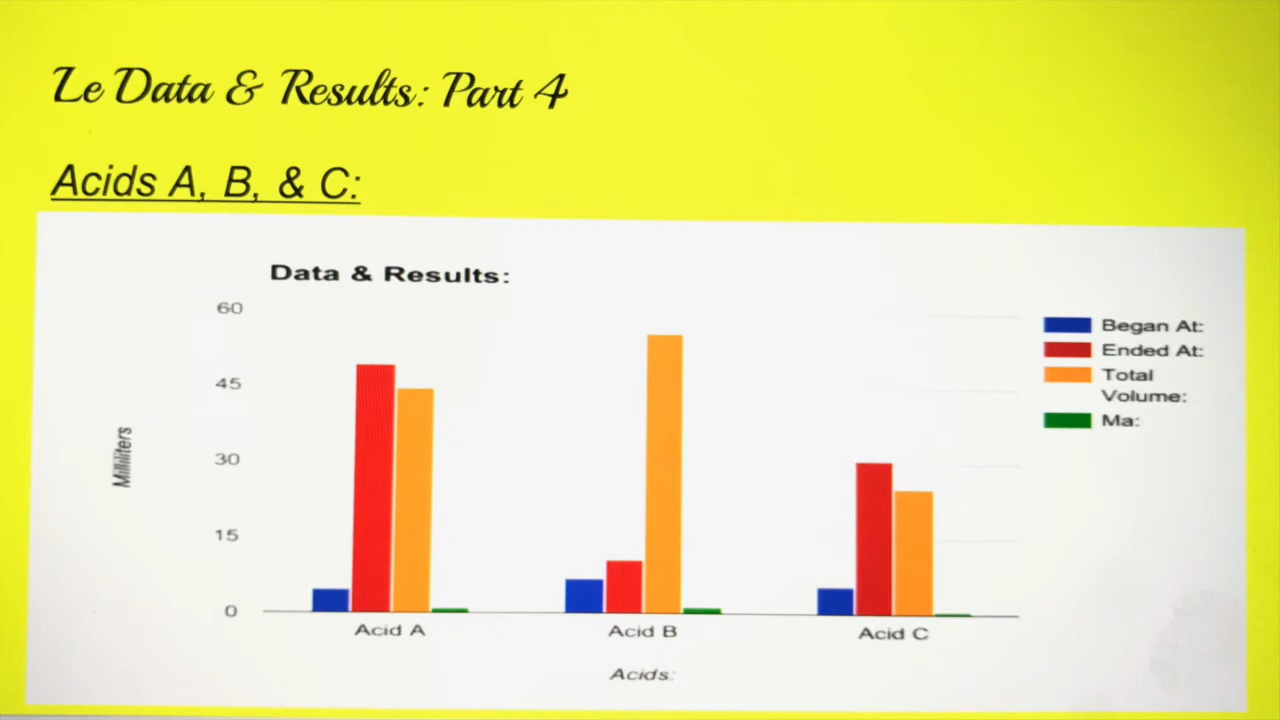 Le Data & Results: Part 4
Acids A, B, & C:
Data & Results:
60
45
30
15
0
Milliliters
Acid A
Acid B
Acid C
Acids:
Began At:
Ended At:
Total
Volume:
Ma: